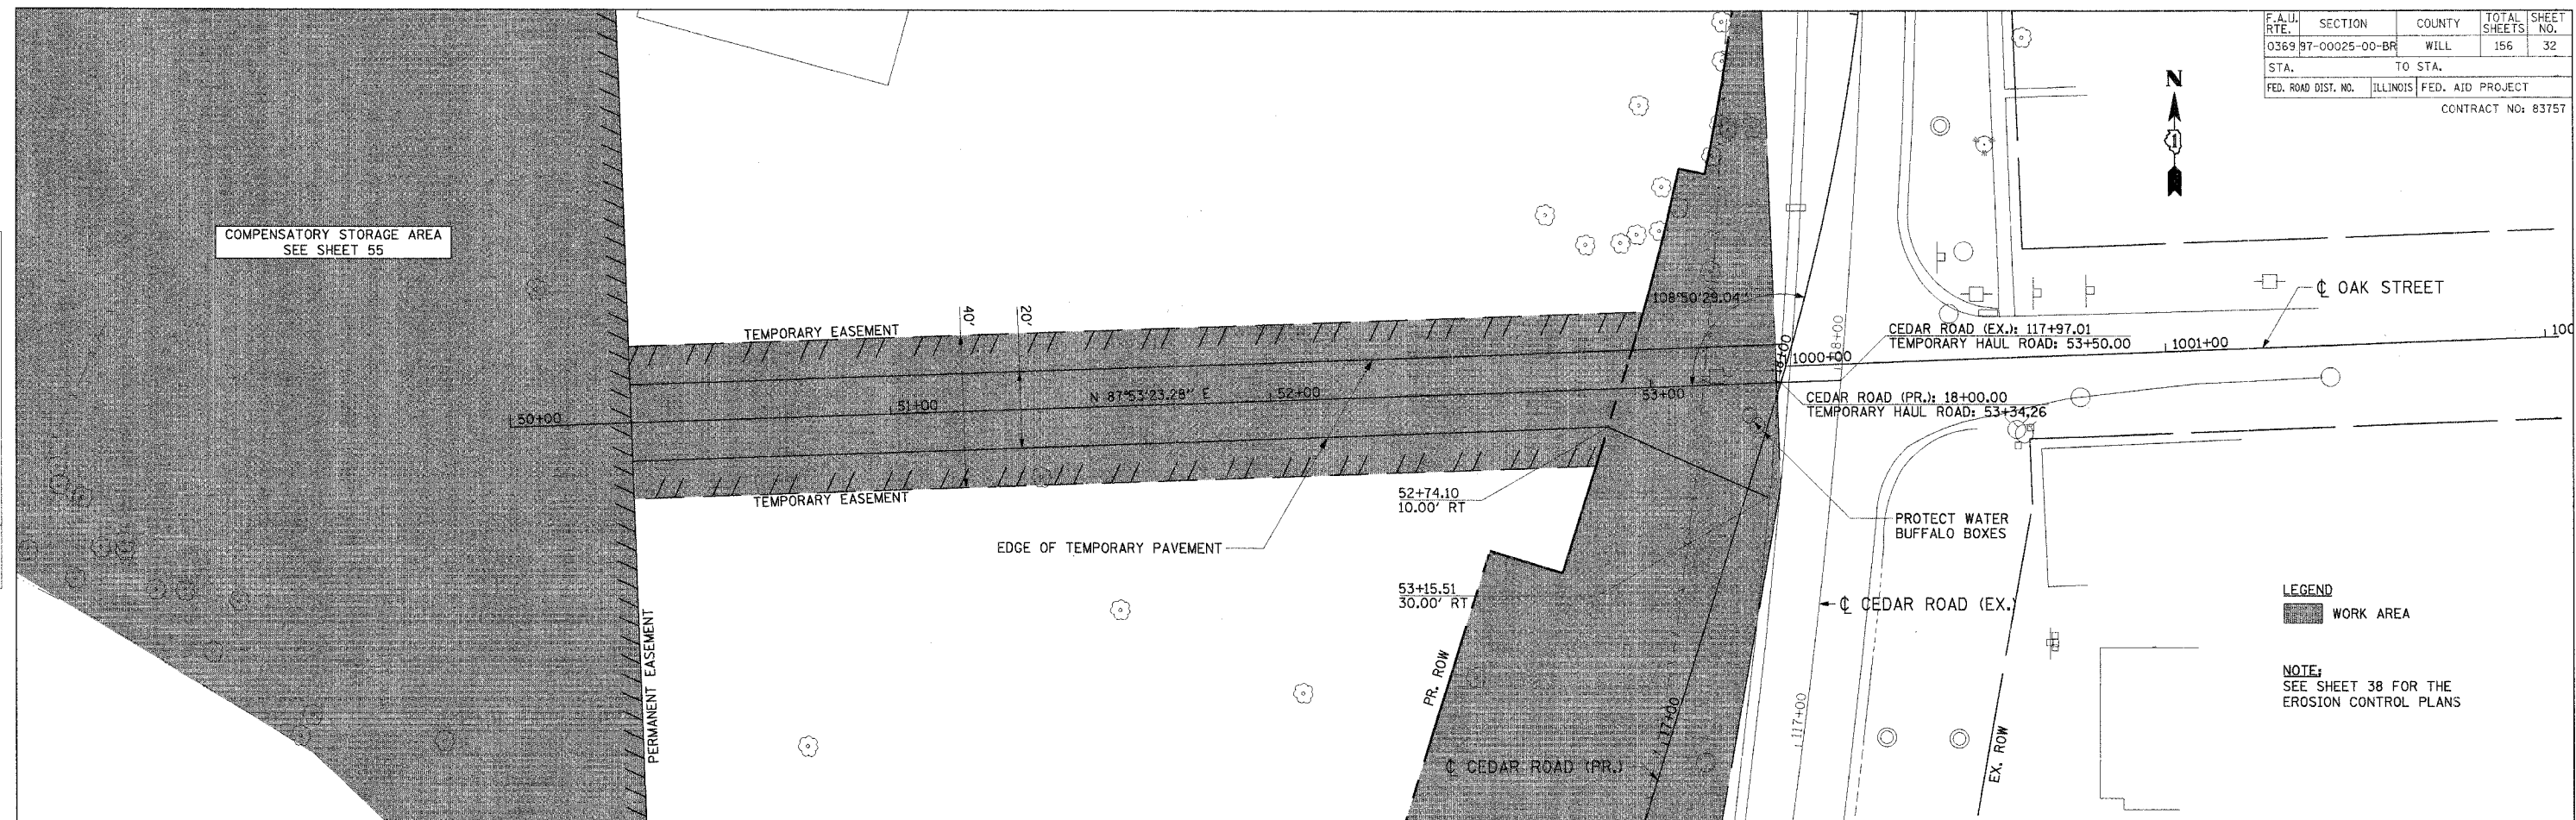 F.A.U. RTE. SECTION COUNTY TOTAL SHEETS SHEET NO.
0369 97-00025-00-BR WILL 156 32
STA. TO STA.
FED. ROAD DIST. NO. ILLINOIS FED. AID PROJECT
CONTRACT NO: 83757
N
1
COMPENSATORY STORAGE AREA
SEE SHEET 55
108°50'29.04"
℄ OAK STREET
TEMPORARY EASEMENT
40'
20'
18+00
118+00
CEDAR ROAD (EX.): 117+97.01
TEMPORARY HAUL ROAD: 53+50.00
1000+00
1001+00
100
50+00
51+00
N 87°53'23.28" E
52+00
53+00
CEDAR ROAD (PR.): 18+00.00
TEMPORARY HAUL ROAD: 53+34.26
TEMPORARY EASEMENT
52+74.10
10.00' RT
PROTECT WATER
BUFFALO BOXES
EDGE OF TEMPORARY PAVEMENT
53+15.51
30.00' RT
℄ CEDAR ROAD (EX.)
LEGEND
WORK AREA
PERMANENT EASEMENT
PR. ROW
NOTE:
SEE SHEET 38 FOR THE
EROSION CONTROL PLANS
17+00
117+00
EX. ROW
℄ CEDAR ROAD (PR.)